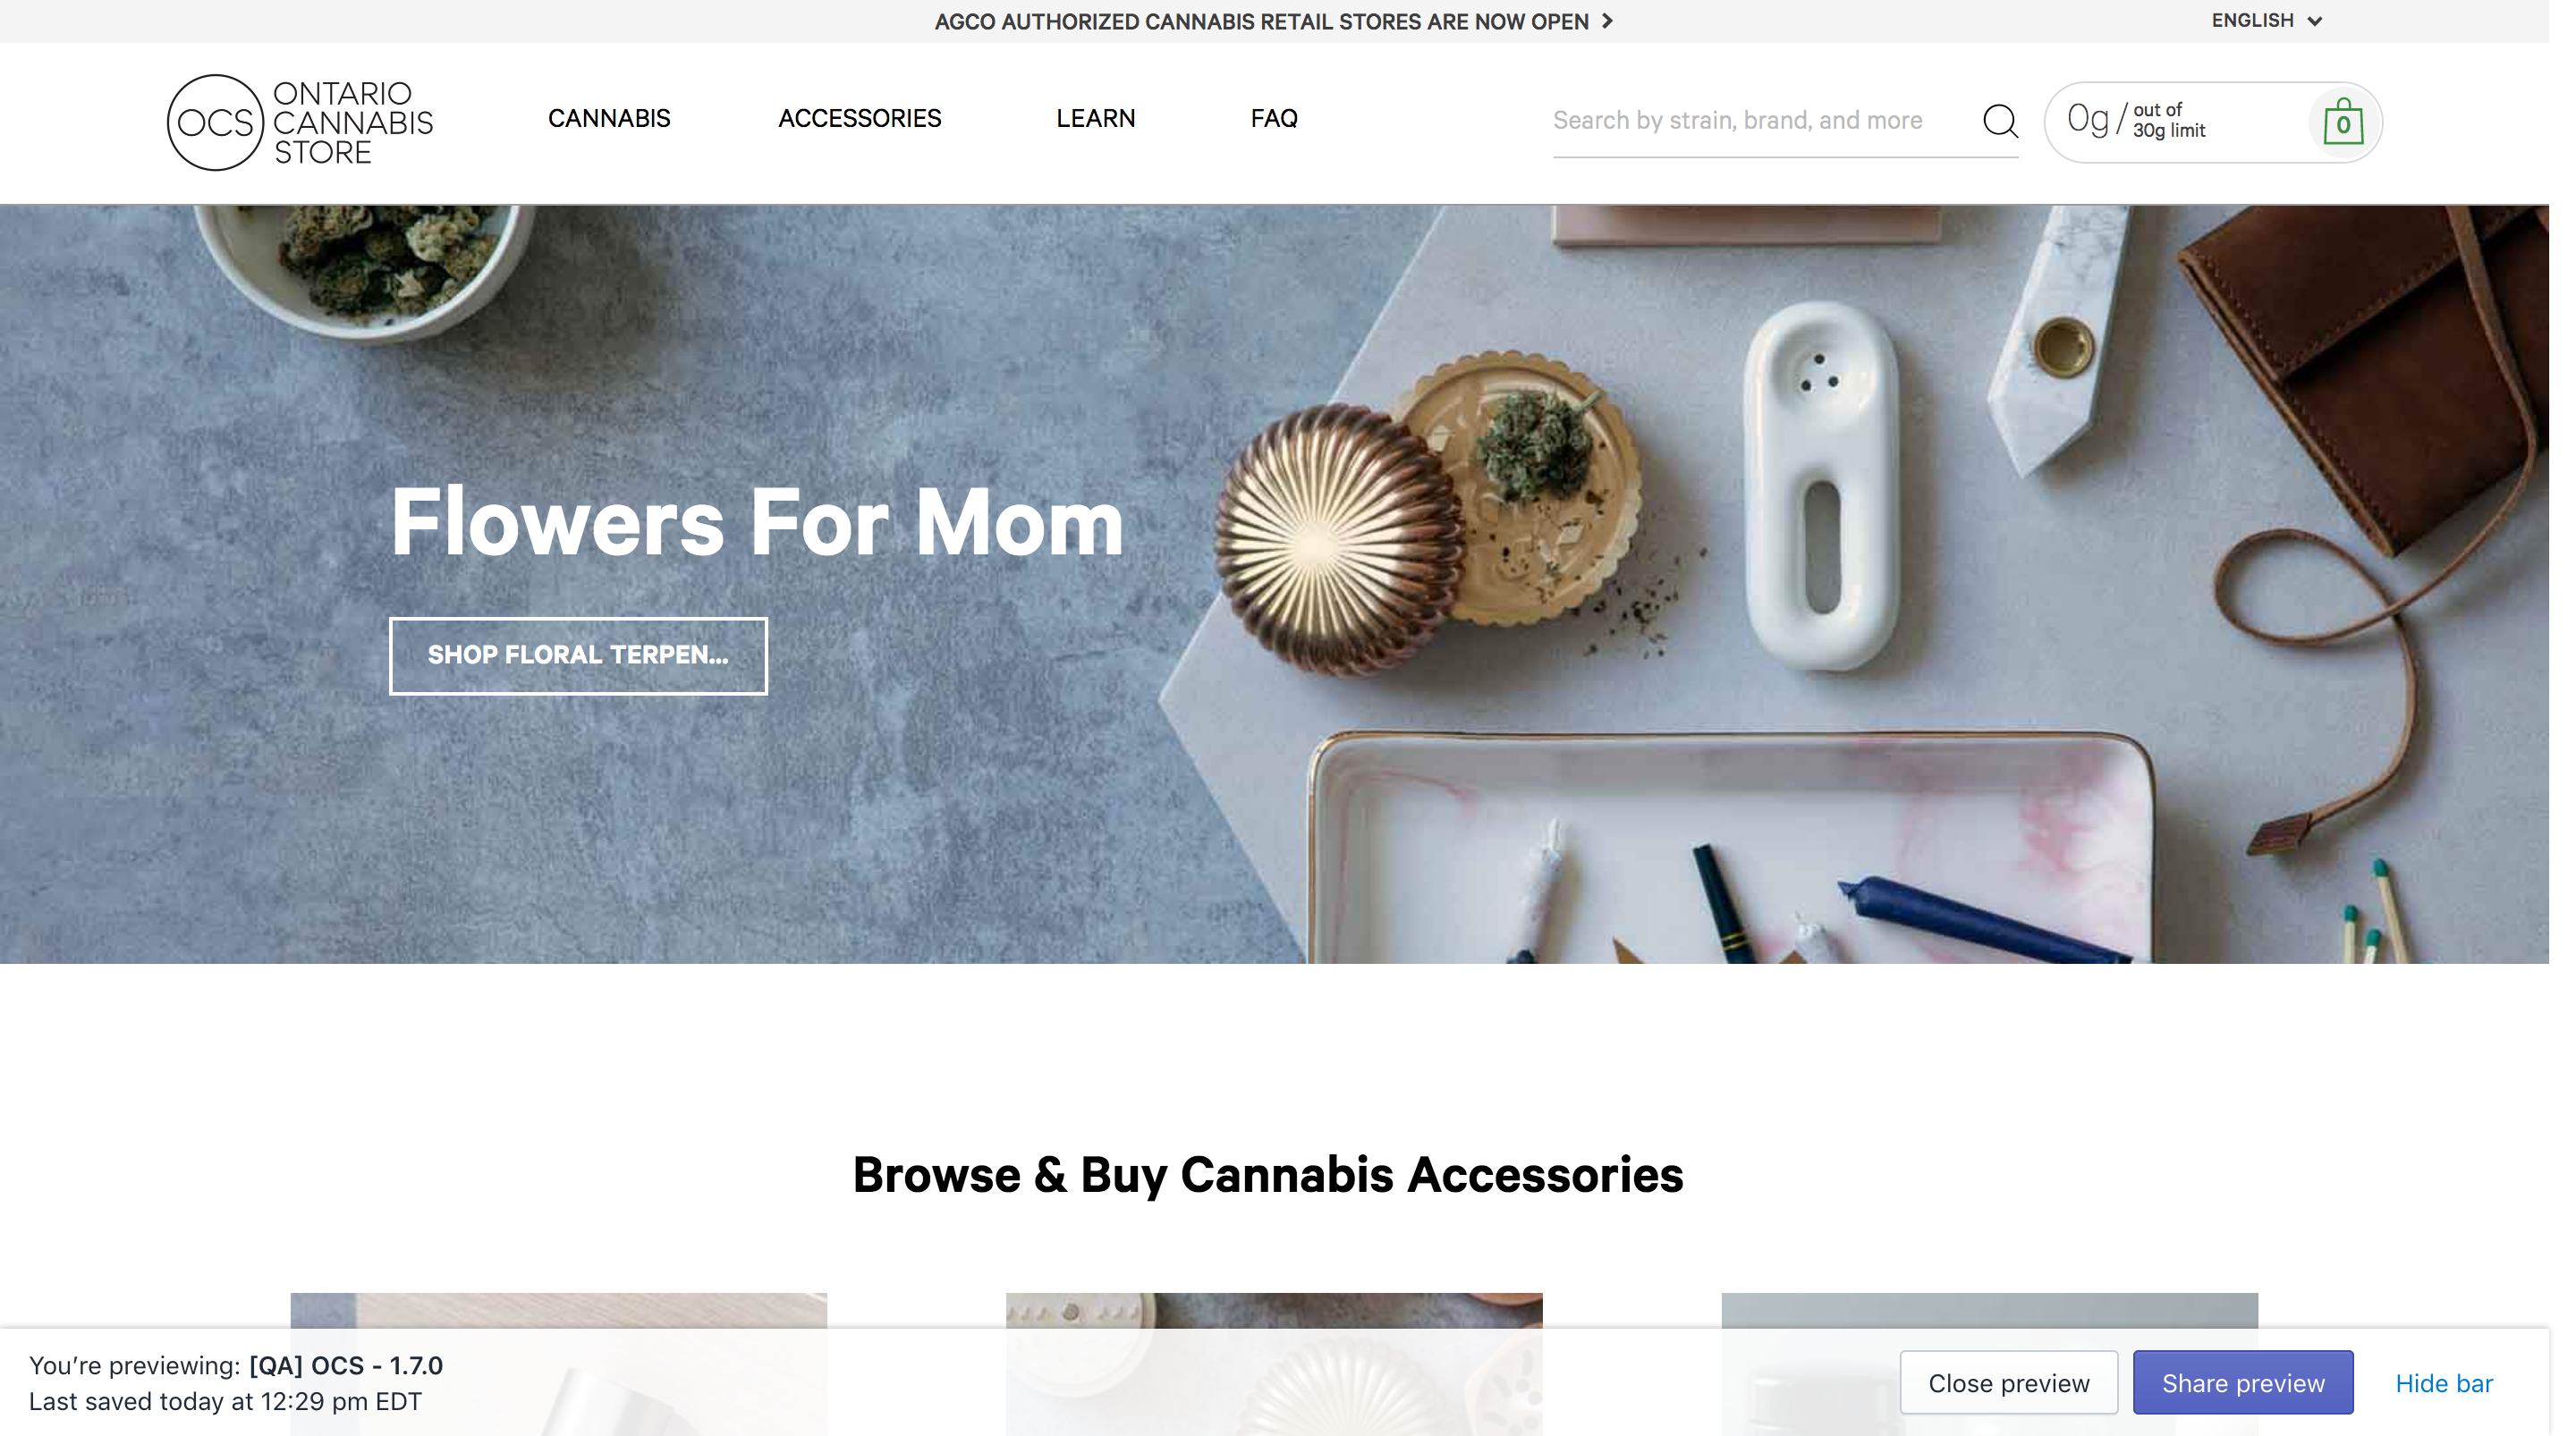 AGCO AUTHORIZED CANNABIS RETAIL STORES ARE NOW OPEN
ENGLISH
OCS
ONTARIO
CANNABIS
STORE
CANNABIS
ACCESSORIES
LEARN
FAQ
Search by strain, brand, and more
0g / out of
30g limit
0
Flowers For Mom
SHOP FLORAL TERPEN...
Browse & Buy Cannabis Accessories
You’re previewing: [QA] OCS - 1.7.0
Last saved today at 12:29 pm EDT
Close preview
Share preview
Hide bar